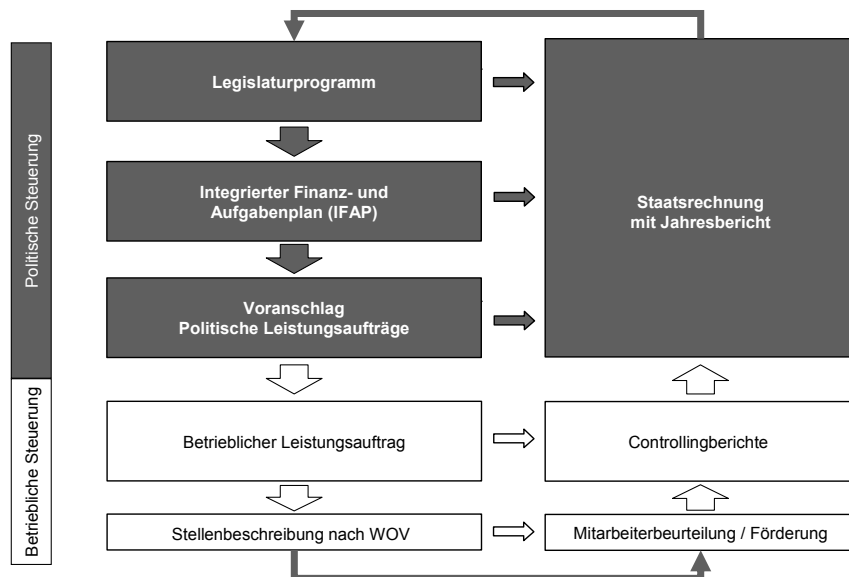 Politische Steuerung
Legislaturprogramm
Integrierter Finanz- und
Aufgabenplan (IFAP)
Staatsrechnung
mit Jahresbericht
Voranschlag
Politische Leistungsaufträge
Betriebliche Steuerung
Betrieblicher Leistungsauftrag
Controllingberichte
Stellenbeschreibung nach WOV
Mitarbeiterbeurteilung / Förderung